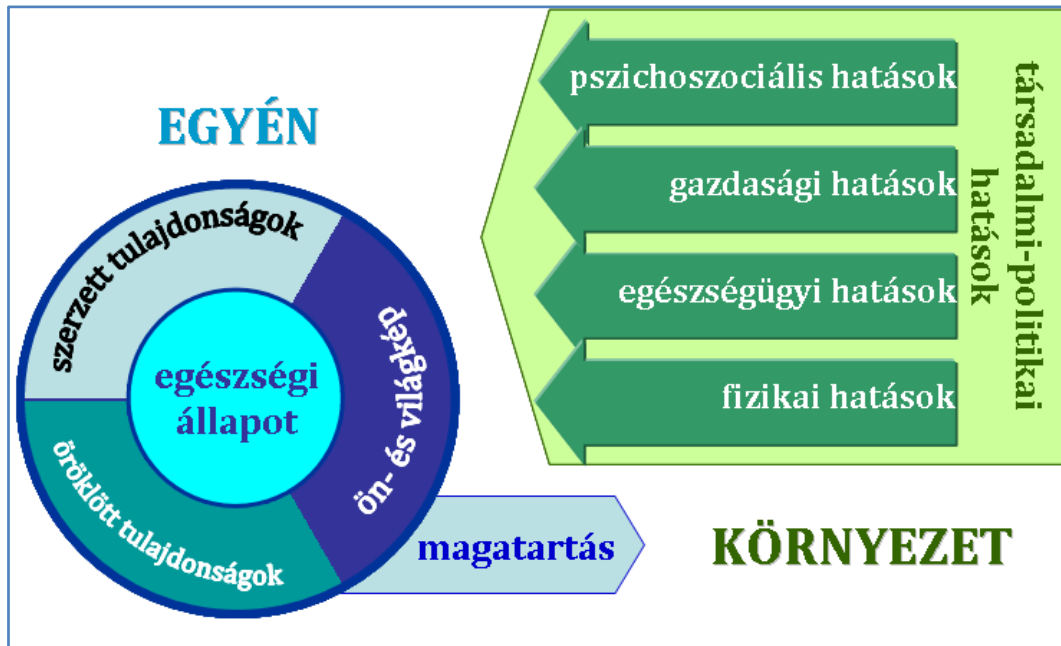 EGYÉN
szerzett tulajdonságok
ön- és világkép
öröklött tulajdonságok
egészségi
állapot
magatartás
pszichoszociális hatások
gazdasági hatások
egészségügyi hatások
fizikai hatások
társadalmi-politikai
hatások
KÖRNYEZET